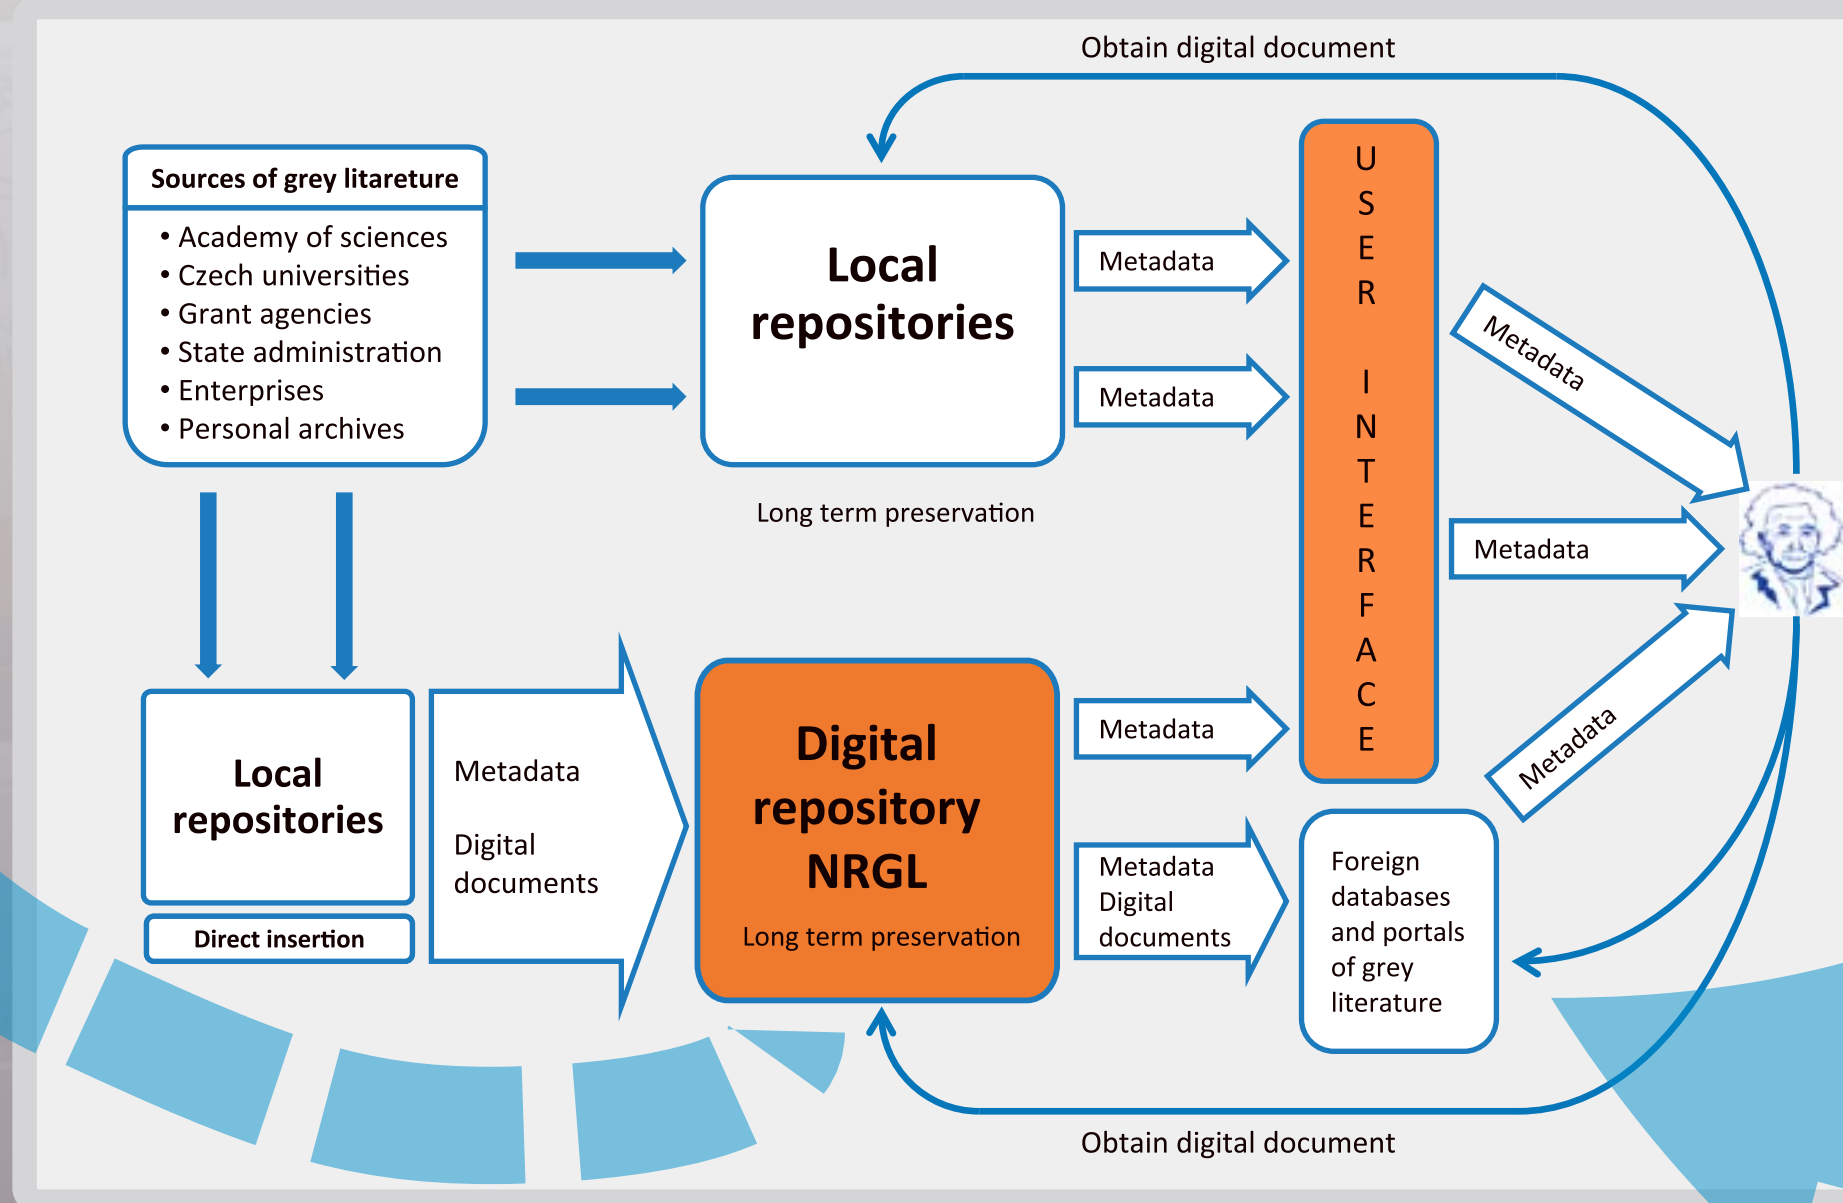 Obtain digital document
Sources of grey litareture
• Academy of sciences
• Czech universities
• Grant agencies
• State administration
• Enterprises
• Personal archives
Local
repositories
Long term preservation
Metadata
Metadata
USER INTERFACE
Metadata
Metadata
Metadata
Local
repositories
Direct insertion
Metadata
Digital
documents
Digital
repository
NRGL
Long term preservation
Metadata
Metadata
Digital
documents
Foreign
databases
and portals
of grey
literature
Obtain digital document